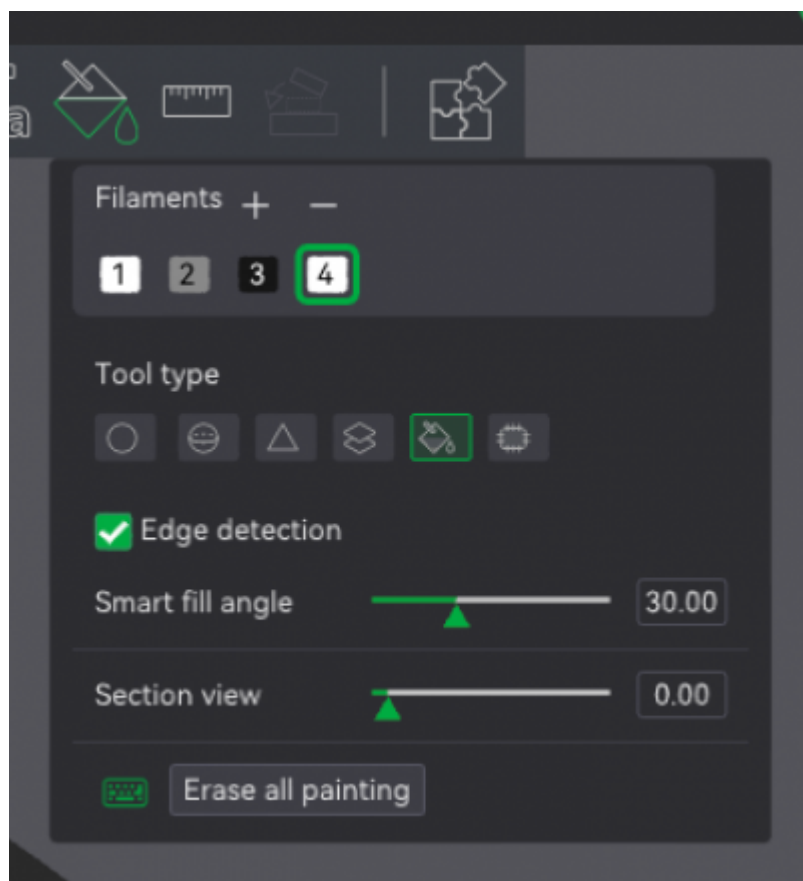 a
Filaments + −
1 2 3 4
Tool type
Edge detection
Smart fill angle 30.00
Section view 0.00
Erase all painting